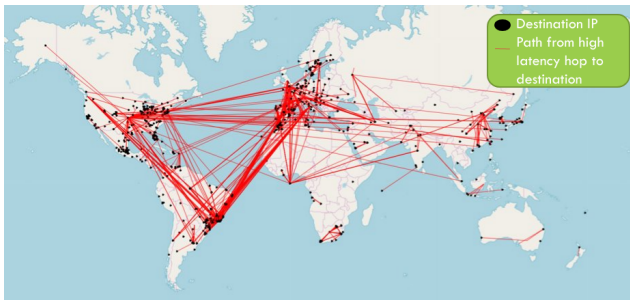 Destination IP
Path from high
latency hop to
destination